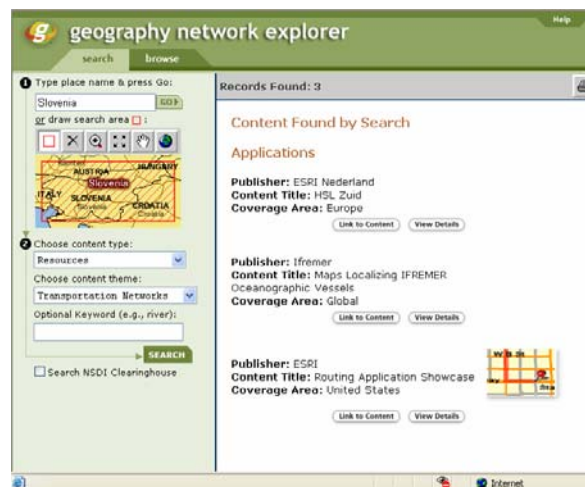 Help
geography network explorer
search browse
1 Type place name & press Go:
Slovenia GO
or draw search area :
AUSTRIA HUNGARY
Slovenia
ITALY SLOVENIA CROATIA
Slovenia Croatia
2 Choose content type:
Resources
Choose content theme:
Transportation Networks
Optional Keyword (e.g., river):
SEARCH
Search NSDI Clearinghouse
Records Found: 3
Content Found by Search
Applications
Publisher: ESRI Nederland
Content Title: HSL Zuid
Coverage Area: Europe
Link to Content View Details
Publisher: Ifremer
Content Title: Maps Localizing IFREMER
Oceanographic Vessels
Coverage Area: Global
Link to Content View Details
Publisher: ESRI
Content Title: Routing Application Showcase
Coverage Area: United States
Link to Content View Details
W B St
Internet